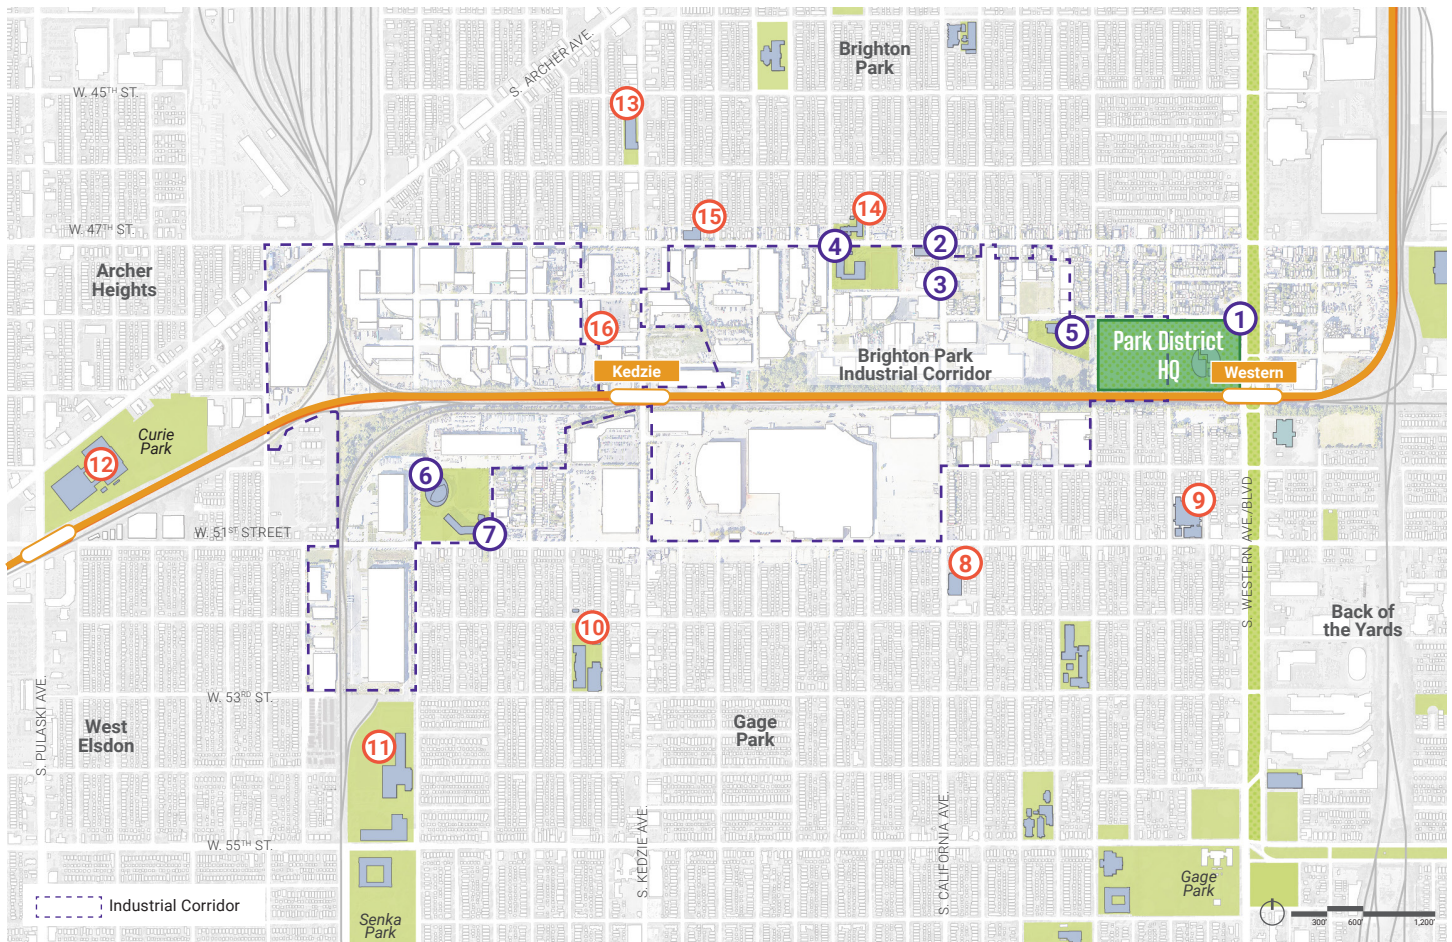 Brighton
Park
S. ARCHER AVE.
W. 45TH ST.
13
15
14
W. 47TH ST.
4
2
Archer
Heights
3
16
5
1
Park District
HQ
Brighton Park
Industrial Corridor
Kedzie
Western
Curie
Park
12
6
9
W. 51ST STREET
7
S. WESTERN AVE./BLVD
8
10
Back of
the Yards
W. 53RD ST.
S. PULASKI AVE.
West
Elsdon
Gage
Park
11
W. 55TH ST.
S. KEDZIE AVE.
S. CALIFORNIA AVE.
Gage
Park
Industrial Corridor
Senka
Park
300'
600'
1,200'